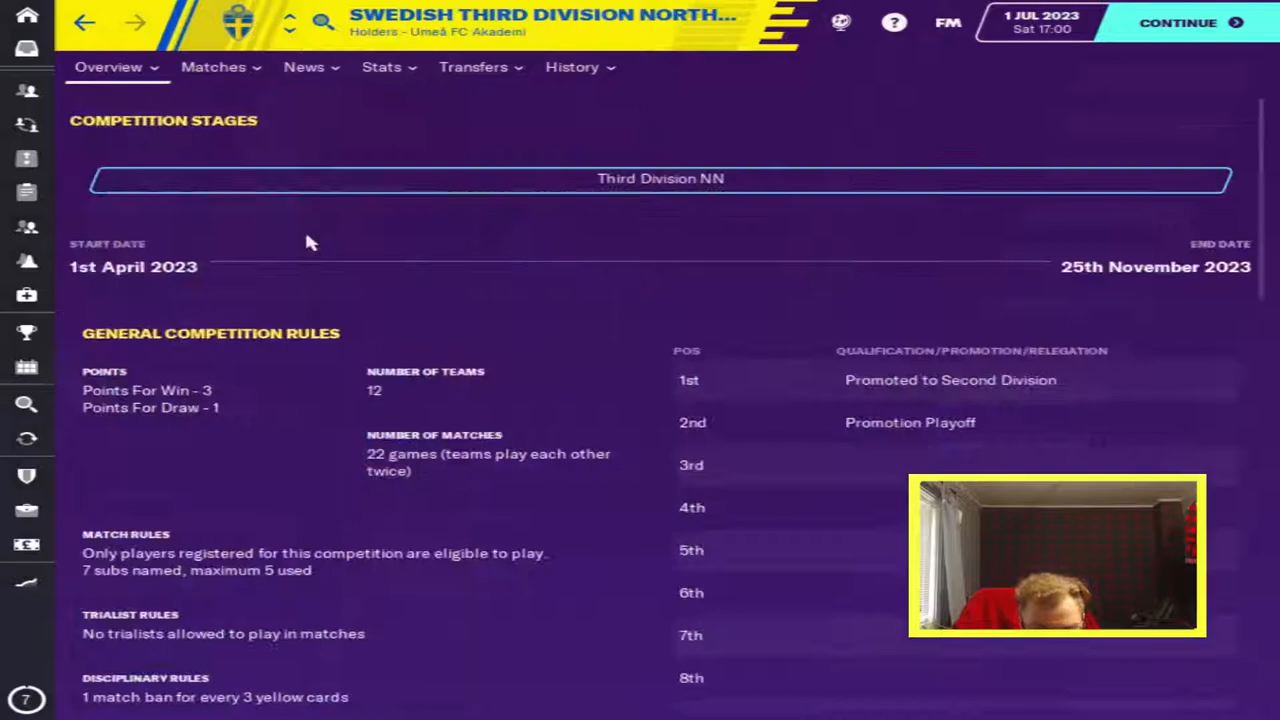 SWEDISH THIRD DIVISION NORTH...
Holders - Umeå FC Akademi
FM
1 JUL 2023
Sat 17:00
CONTINUE
Overview
Matches
News
Stats
Transfers
History
COMPETITION STAGES
Third Division NN
START DATE
1st April 2023
END DATE
25th November 2023
GENERAL COMPETITION RULES
POINTS
Points For Win - 3
Points For Draw - 1
NUMBER OF TEAMS
12
NUMBER OF MATCHES
22 games (teams play each other
twice)
MATCH RULES
Only players registered for this competition are eligible to play.
7 subs named, maximum 5 used
TRIALIST RULES
No trialists allowed to play in matches
DISCIPLINARY RULES
1 match ban for every 3 yellow cards
POS
QUALIFICATION/PROMOTION/RELEGATION
1st
Promoted to Second Division
2nd
Promotion Playoff
3rd
4th
5th
6th
7th
8th
7